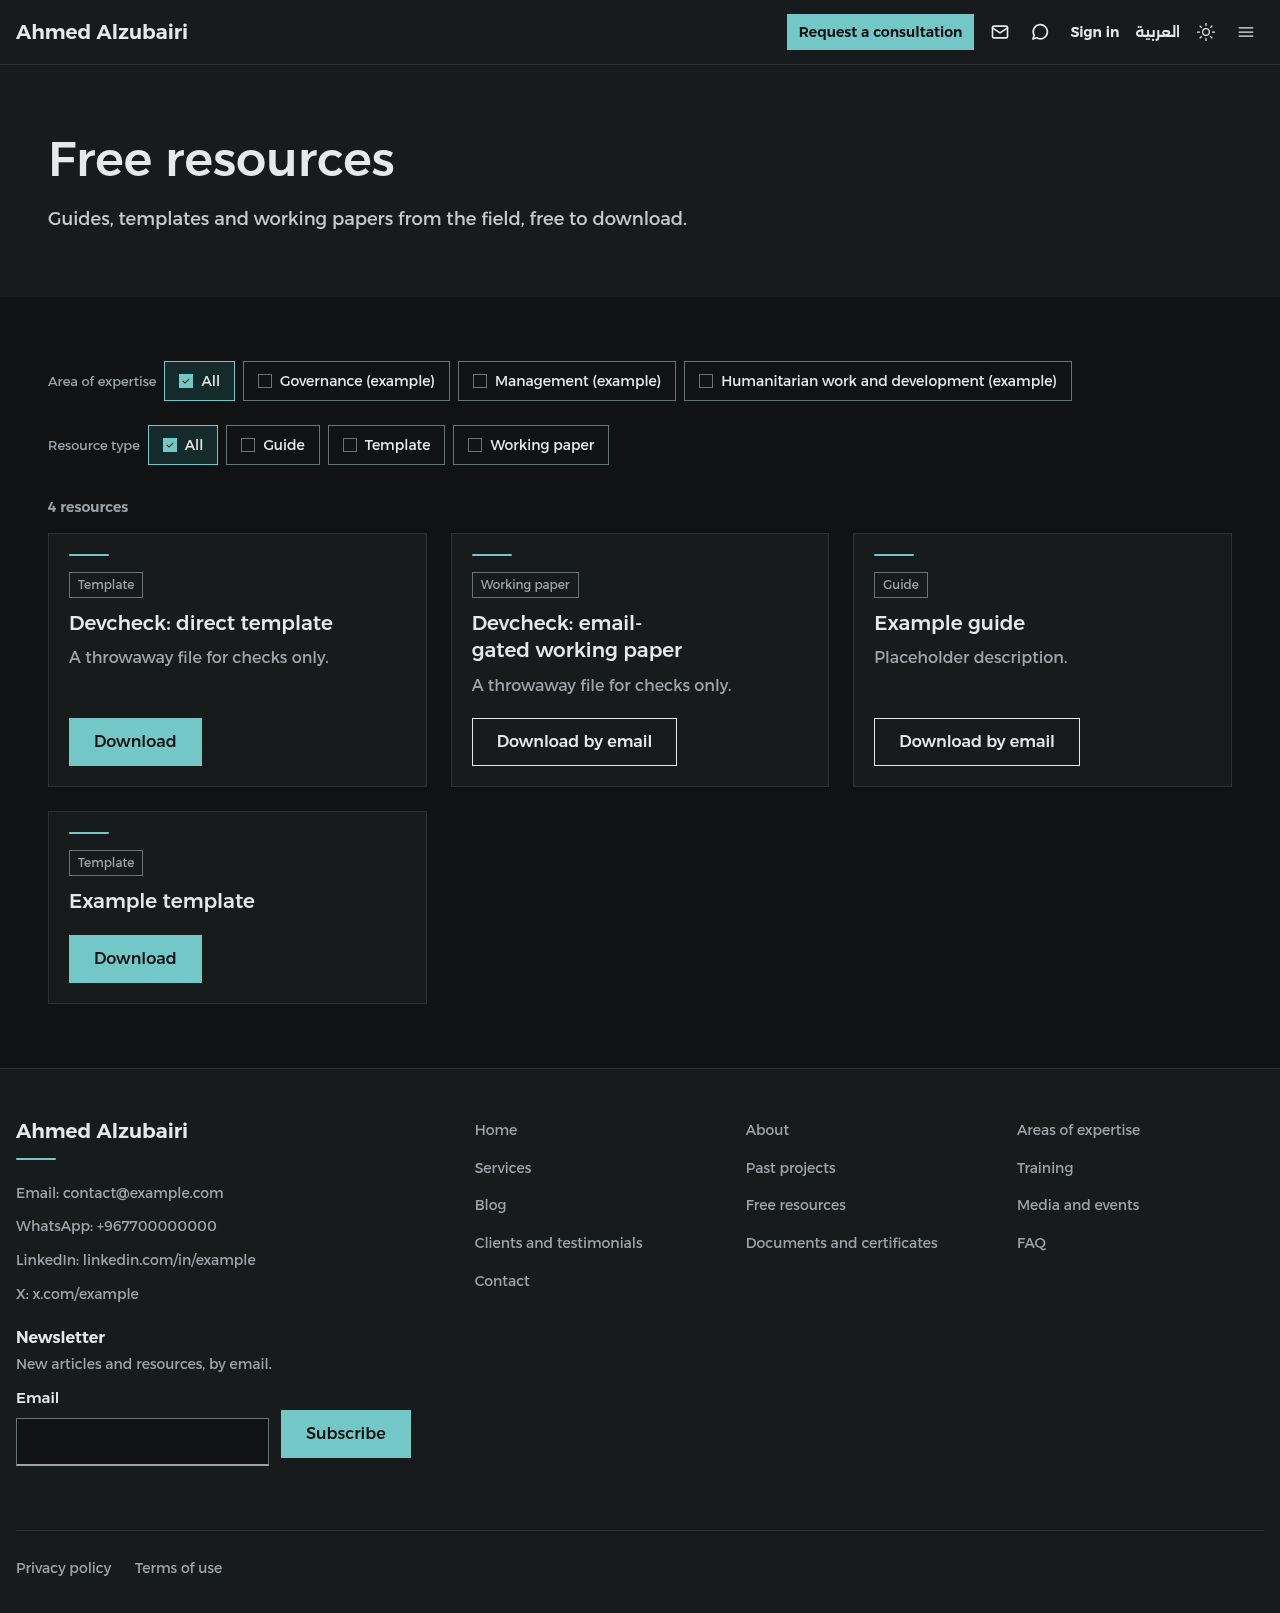 Ahmed Alzubairi
Request a consultation
Sign in
العربية
Free resources
Guides, templates and working papers from the field, free to download.
Area of expertise
All
Governance (example)
Management (example)
Humanitarian work and development (example)
Resource type
All
Guide
Template
Working paper
4 resources
Template
Devcheck: direct template
A throwaway file for checks only.
Download
Working paper
Devcheck: email-
gated working paper
A throwaway file for checks only.
Download by email
Guide
Example guide
Placeholder description.
Download by email
Template
Example template
Download
Ahmed Alzubairi
Email: contact@example.com
WhatsApp: +967700000000
LinkedIn: linkedin.com/in/example
X: x.com/example
Newsletter
New articles and resources, by email.
Email
Subscribe
Home
About
Areas of expertise
Services
Past projects
Training
Blog
Free resources
Media and events
Clients and testimonials
Documents and certificates
FAQ
Contact
Privacy policy
Terms of use